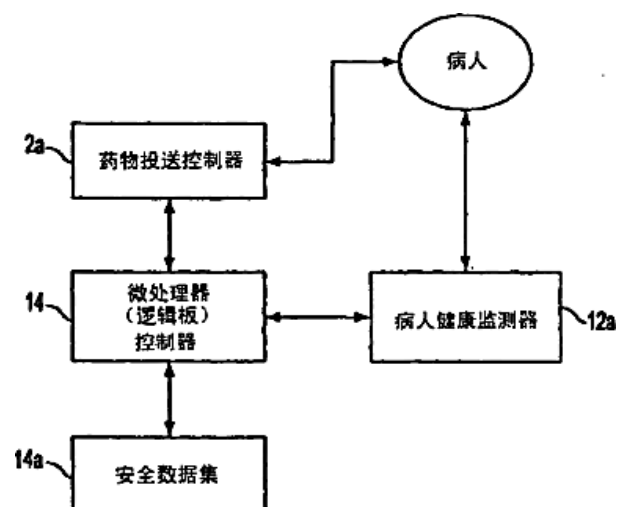 病人
2a
药物投送控制器
14
微处理器
(逻辑板)
控制器
病人健康监测器
12a
14a
安全数据集